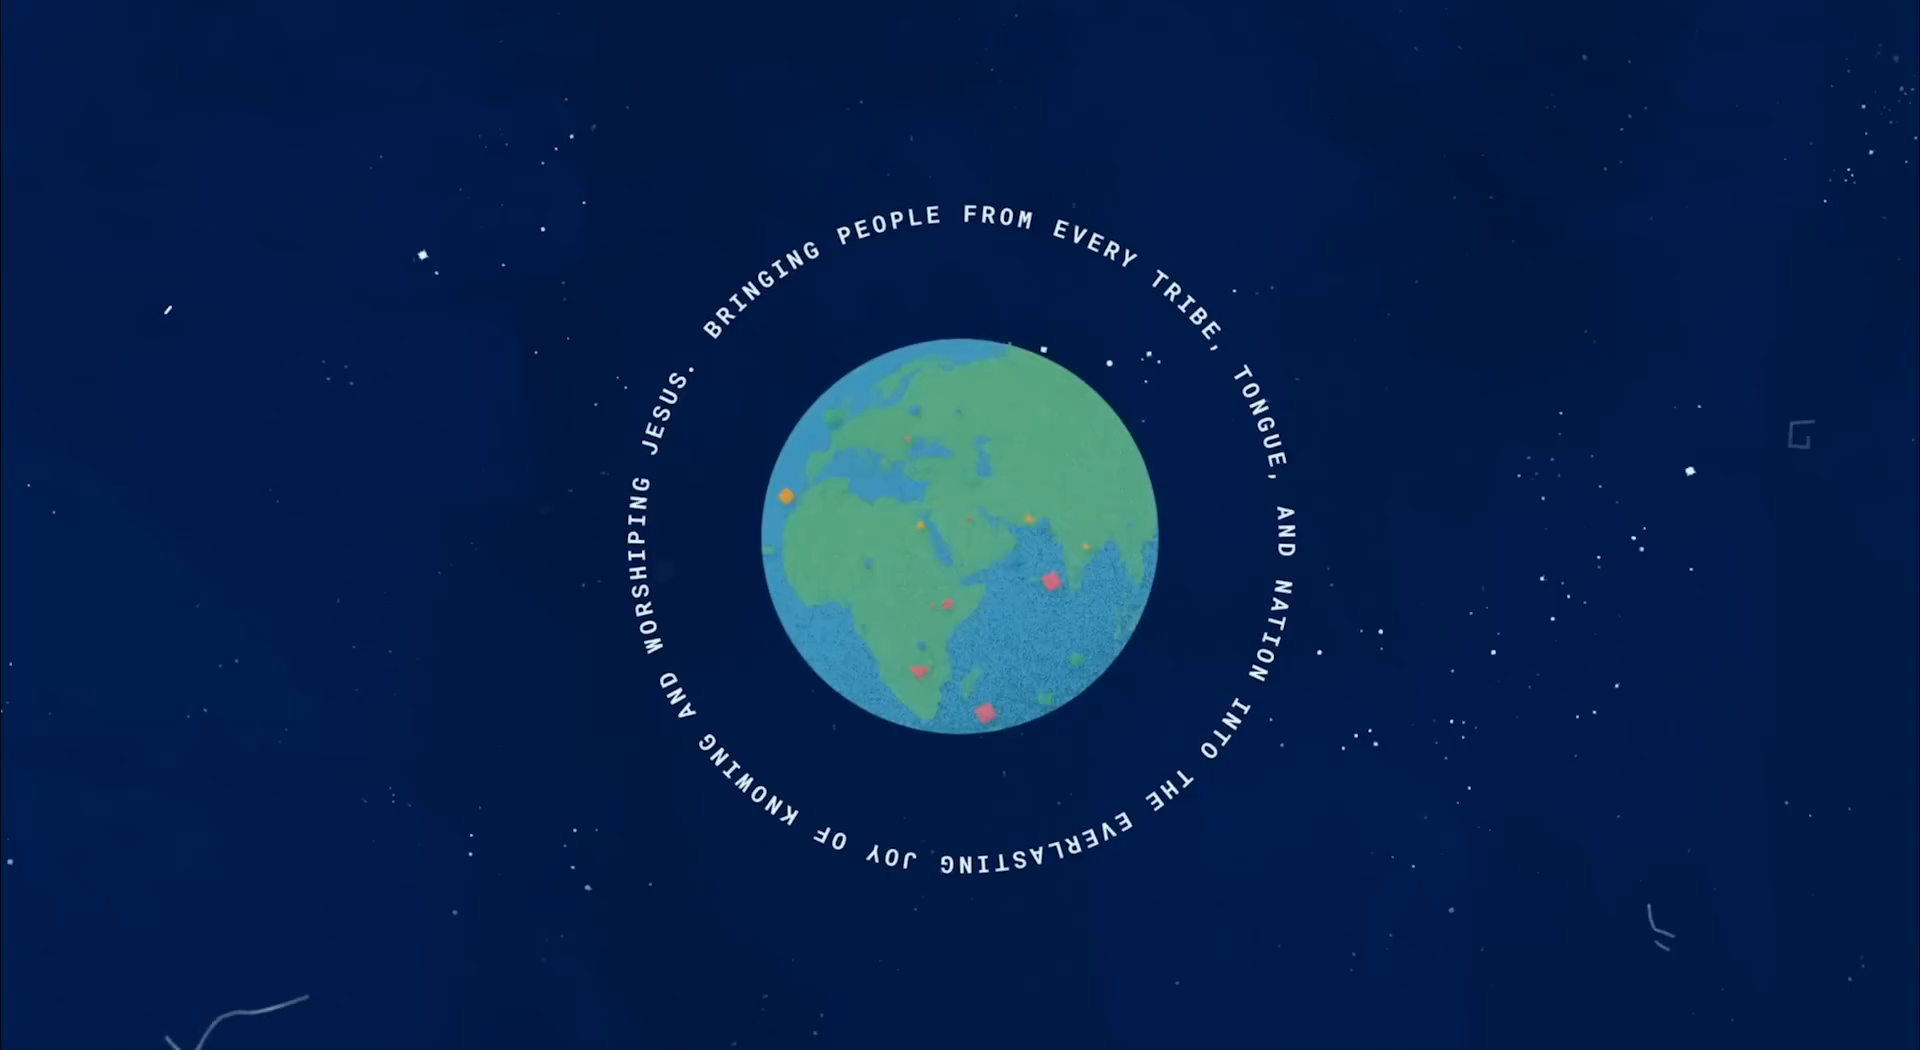 BRINGING PEOPLE FROM EVERY TRIBE, TONGUE, AND NATION INTO THE EVERLASTING JOY OF KNOWING AND WORSHIPING JESUS.